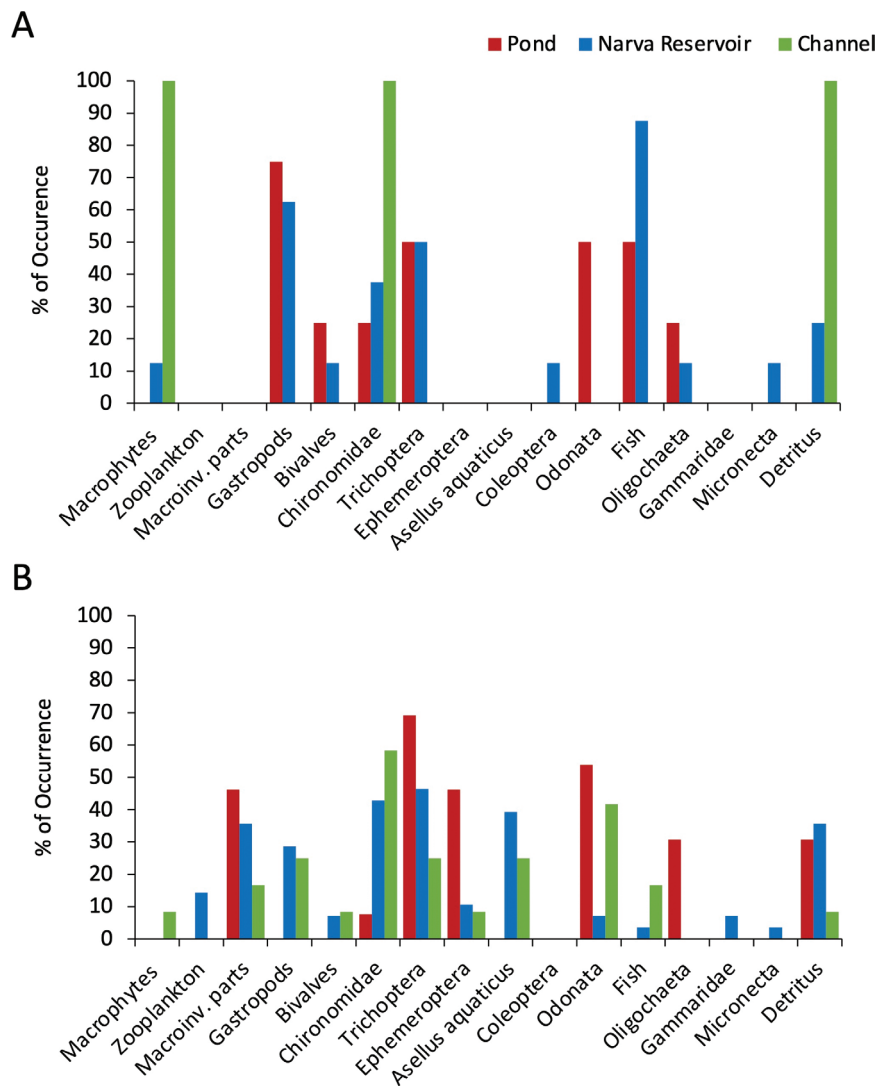 A
Pond Narva Reservoir Channel
100
90
80
70
60
50
40
30
20
10
0
% of Occurence
Macrophytes
Zooplankton
Macroinv. parts
Gastropods
Bivalves
Chironomidae
Trichoptera
Ephemeroptera
Asellus aquaticus
Coleoptera
Odonata
Fish
Oligochaeta
Gammaridae
Micronecta
Detritus
B
100
90
80
70
60
50
40
30
20
10
0
% of Occurrence
Macrophytes
Zooplankton
Macroinv. parts
Gastropods
Bivalves
Chironomidae
Trichoptera
Ephemeroptera
Asellus aquaticus
Coleoptera
Odonata
Fish
Oligochaeta
Gammaridae
Micronecta
Detritus